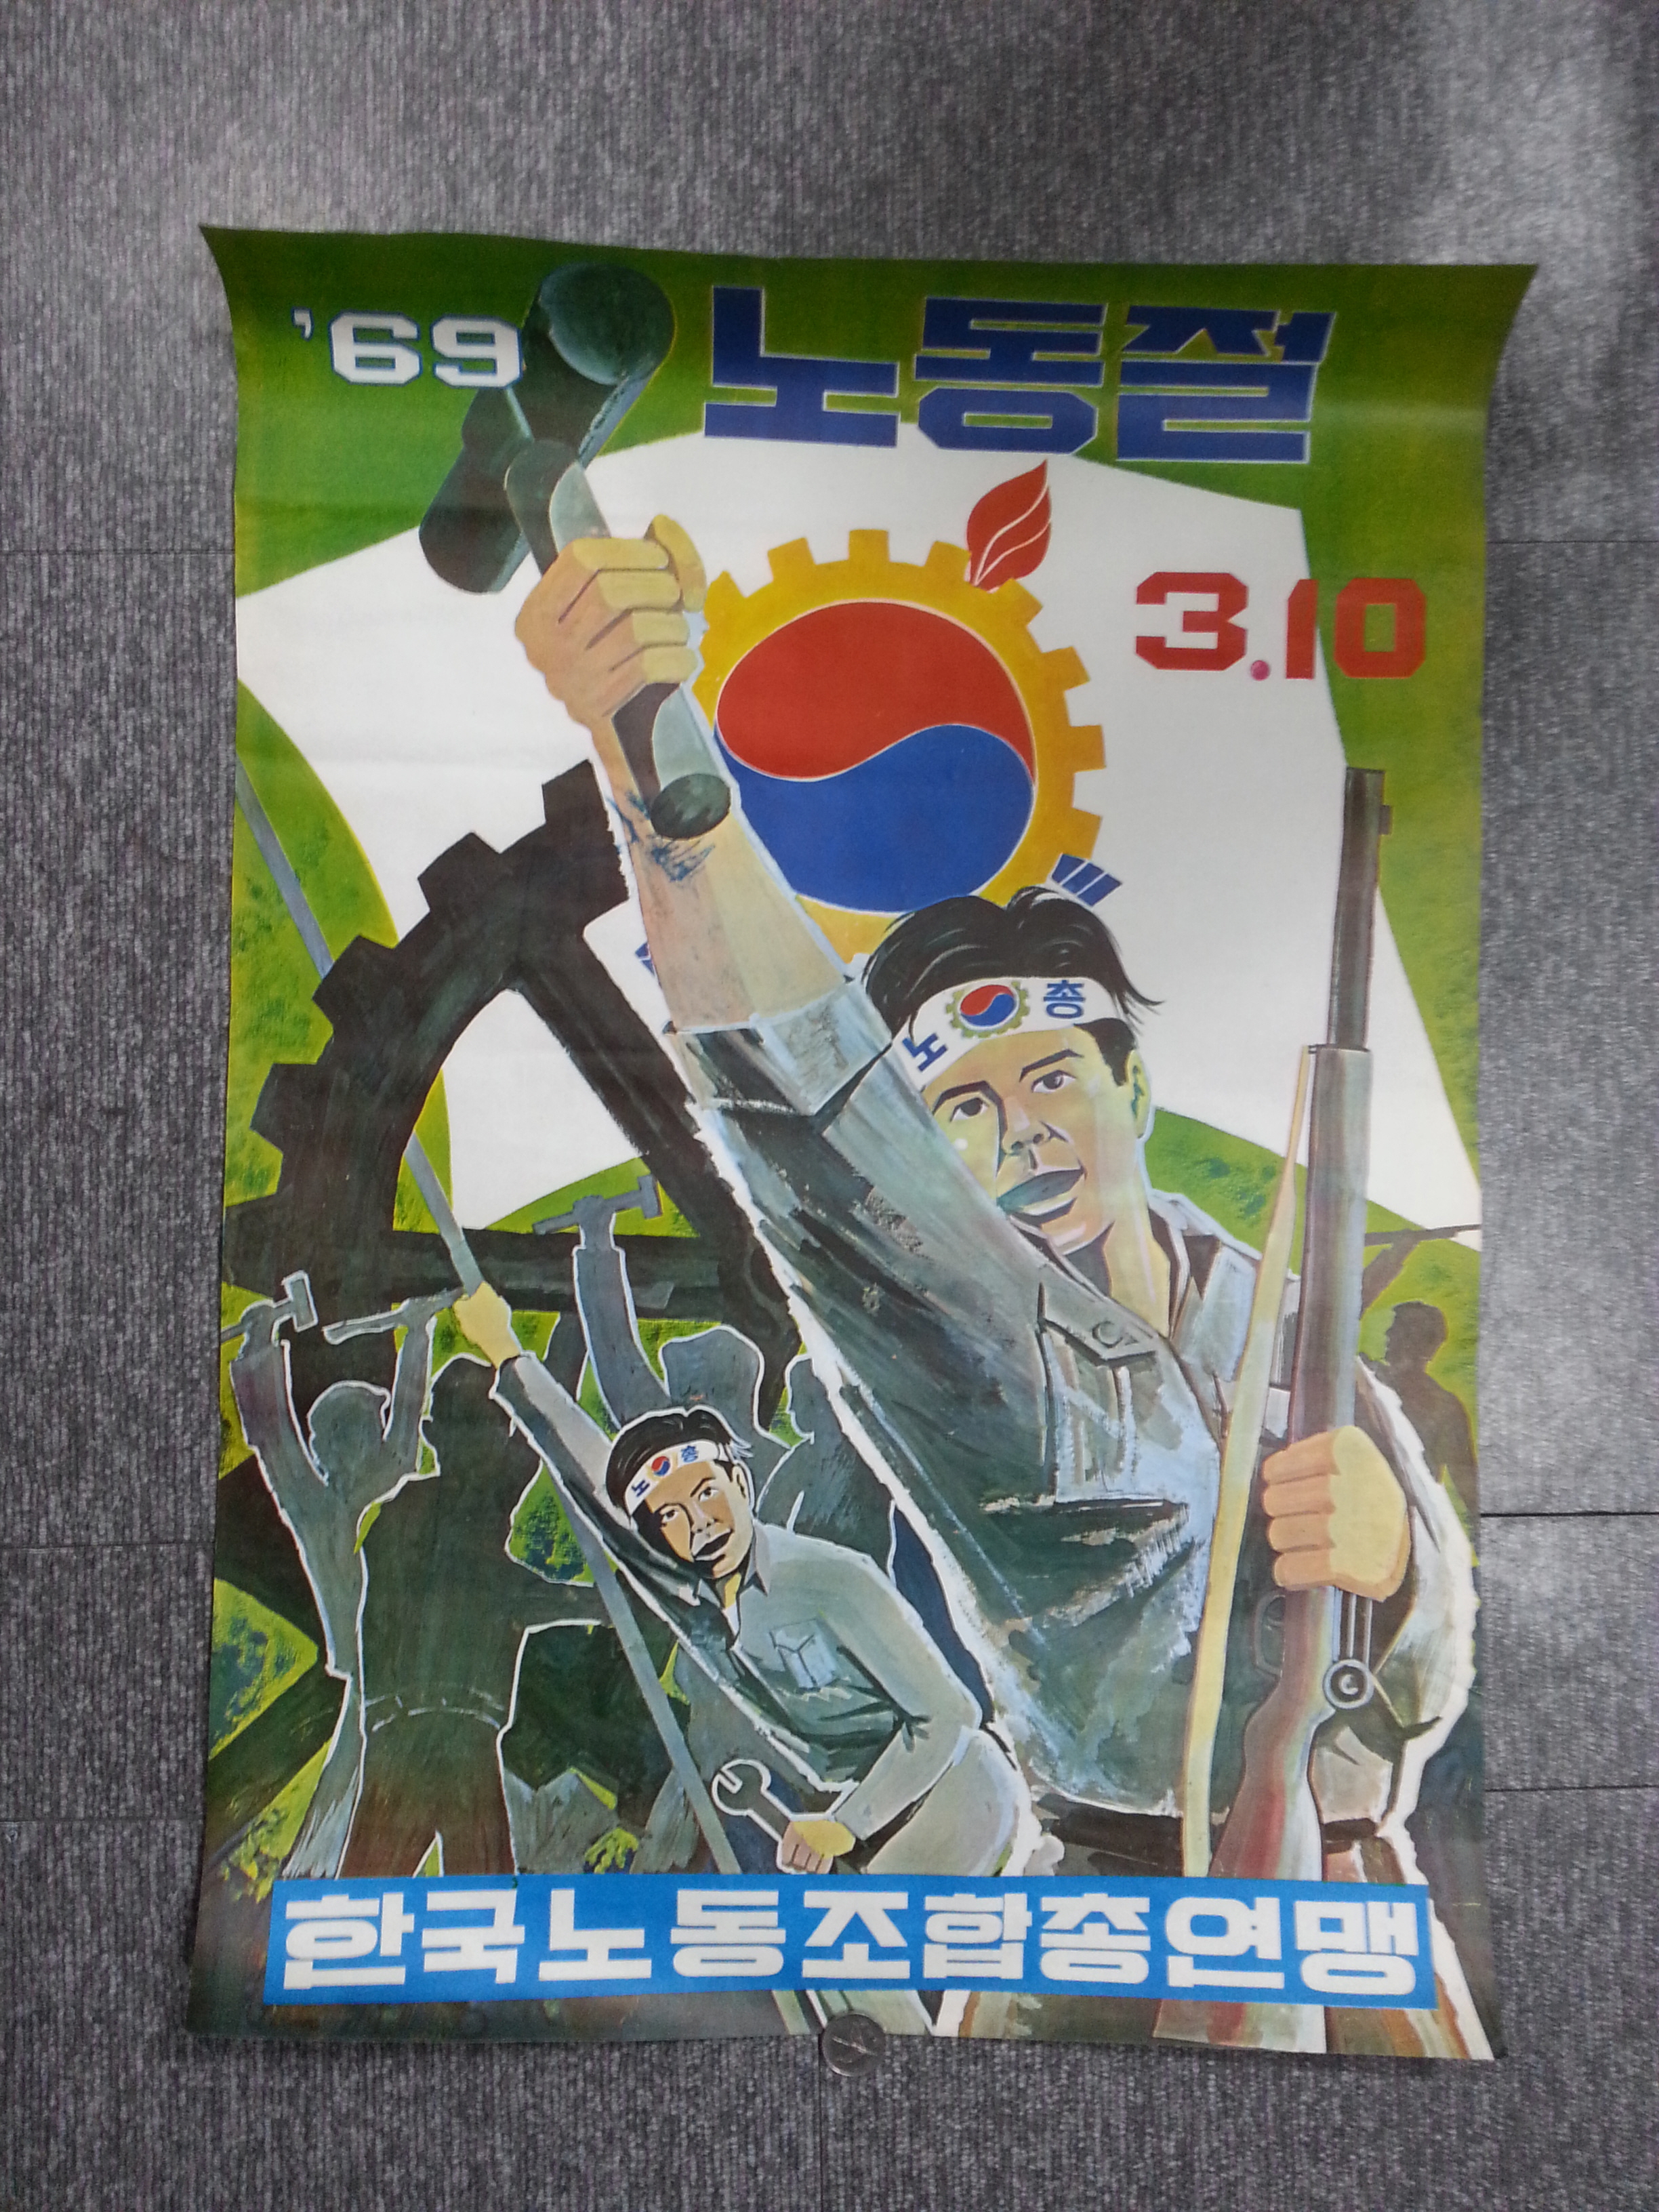 '69 노동절
3.10
노 총
노 총
한국노동조합총연맹